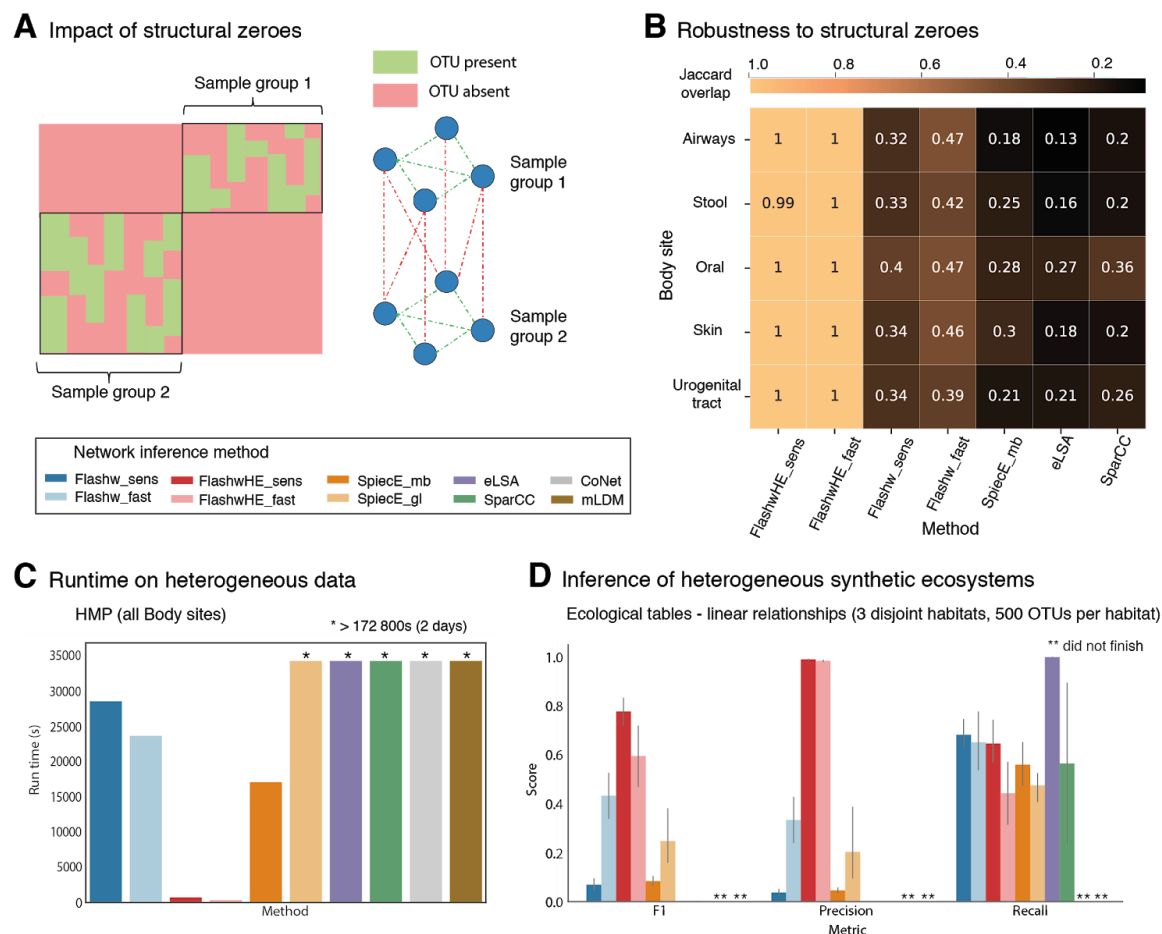 A Impact of structural zeroes
OTU present
OTU absent
Sample group 1
Sample
group 1
Sample
group 2
Sample group 2
B Robustness to structural zeroes
Jaccard
overlap
1.0 0.8 0.6 0.4 0.2
Body site
Airways 1 1 0.32 0.47 0.18 0.13 0.2
Stool 0.99 1 0.33 0.42 0.25 0.16 0.2
Oral 1 1 0.4 0.47 0.28 0.27 0.36
Skin 1 1 0.34 0.46 0.3 0.18 0.2
Urogenital
tract 1 1 0.34 0.39 0.21 0.21 0.26
FlashwHE_sens
FlashwHE_fast
Flashw_sens
Flashw_fast
SpiecE_mb
eLSA
SparCC
Method
Network inference method
Flashw_sens FlashwHE_sens SpiecE_mb eLSA CoNet
Flashw_fast FlashwHE_fast SpiecE_gl SparCC mLDM
C Runtime on heterogeneous data
HMP (all Body sites)
* > 172 800s (2 days)
Run time (s)
35000
30000
25000
20000
15000
10000
5000
0
* * * * *
Method
D Inference of heterogeneous synthetic ecosystems
Ecological tables - linear relationships (3 disjoint habitats, 500 OTUs per habitat)
** did not finish
Score
1.0
0.8
0.6
0.4
0.2
0.0
** ** ** ** ** **
F1 Precision Recall
Metric